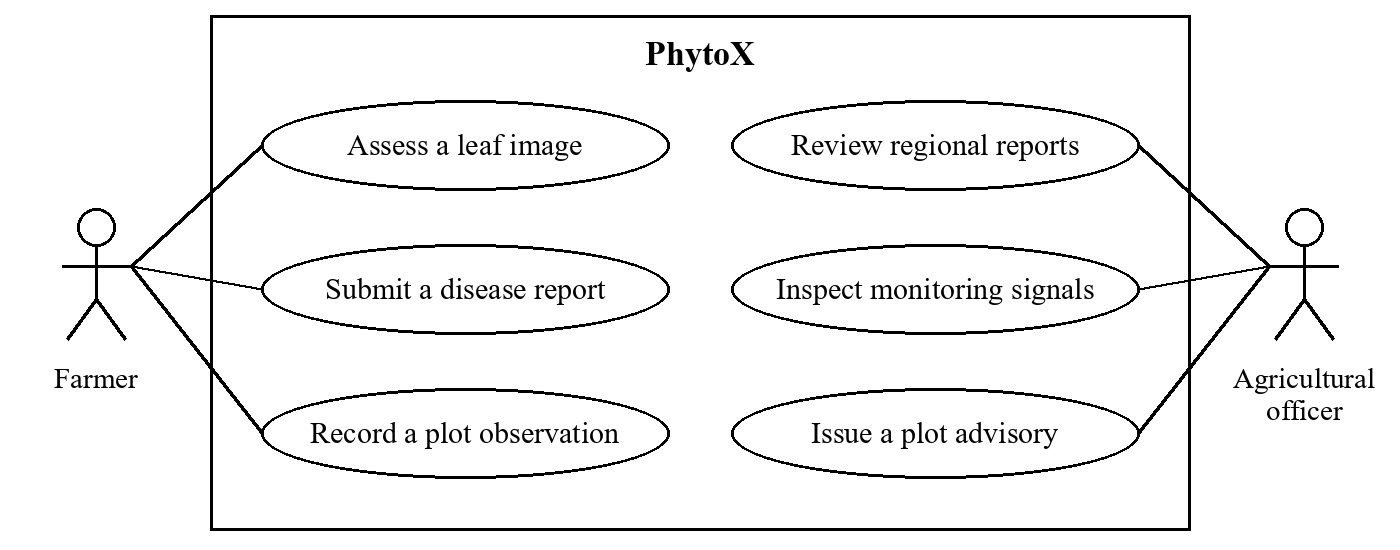 PhytoX
Assess a leaf image
Review regional reports
Submit a disease report
Inspect monitoring signals
Farmer
Agricultural
officer
Record a plot observation
Issue a plot advisory